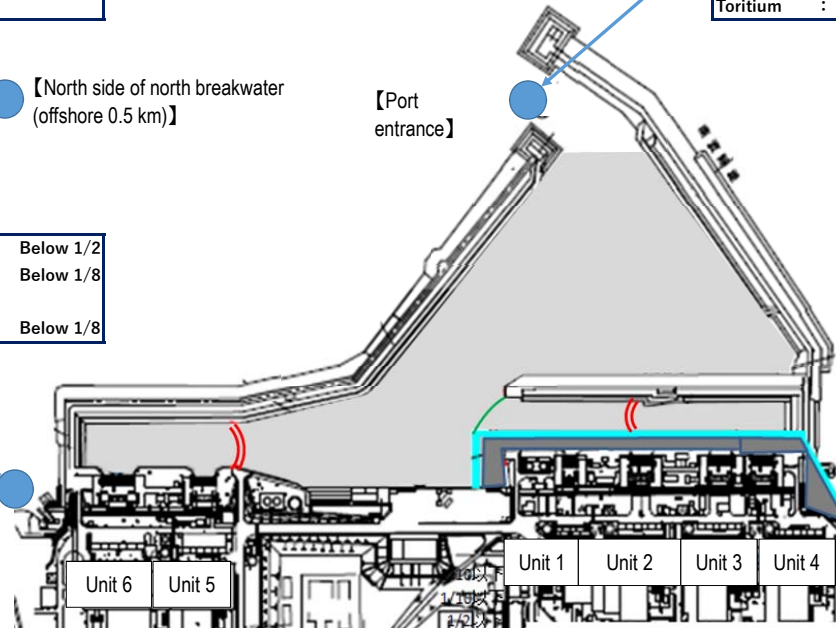 Toritium :
【North side of north breakwater
(offshore 0.5 km)】
【Port
entrance】
Below 1/2
Below 1/8
Below 1/8
Unit 1
Unit 2
Unit 3
Unit 4
Unit 6
Unit 5